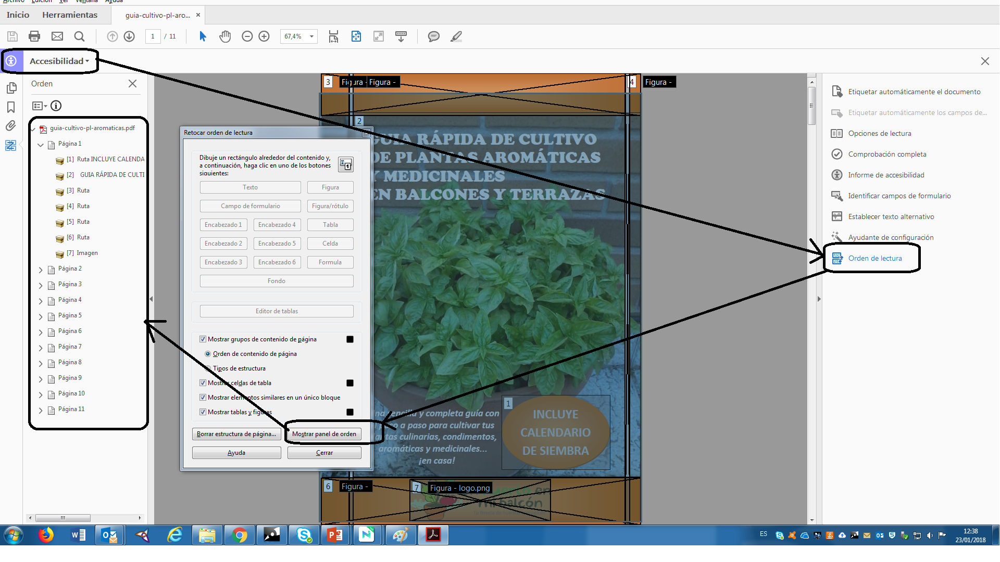 Archivo Edición Ver Ventana Ayuda
Inicio Herramientas guia-cultivo-pl-aro... ×
1 / 11 67,4%
Accesibilidad
Orden
guia-cultivo-pl-aromaticas.pdf
Página 1
[1] Ruta INCLUYE CALENDA
[2] GUIA RÁPIDA DE CULTI
[3] Ruta
[4] Ruta
[5] Ruta
[6] Ruta
[7] Imagen
Página 2
Página 3
Página 4
Página 5
Página 6
Página 7
Página 8
Página 9
Página 10
Página 11
Retocar orden de lectura
Dibuje un rectángulo alrededor del contenido y,
a continuación, haga clic en uno de los botones
siguientes:
Texto Figura
Campo de formulario Figura/rótulo
Encabezado 1 Encabezado 4 Tabla
Encabezado 2 Encabezado 5 Celda
Encabezado 3 Encabezado 6 Formula
Fondo
Editor de tablas
Mostrar grupos de contenido de página
Orden de contenido de página
Tipos de estructura
Mostrar celdas de tabla
Mostrar elementos similares en un único bloque
Mostrar tablas y figuras
Borrar estructura de página... Mostrar panel de orden
Ayuda Cerrar
3 Figura - Figura - 4 Figura -
2
GUIA RÁPIDA DE CULTIVO
DE PLANTAS AROMÁTICAS
Y MEDICINALES
EN BALCONES Y TERRAZAS
sencilla y completa guía con
a paso para cultivar tus
culinarias, condimentos,
aromáticas y medicinales...
¡en casa!
1
INCLUYE
CALENDARIO
DE SIEMBRA
6 Figura - 7 Figura - logo.png
en
mi balcón
Etiquetar automáticamente el documento
Etiquetar automáticamente los campos de...
Opciones de lectura
Comprobación completa
Informe de accesibilidad
Identificar campos de formulario
Establecer texto alternativo
Ayudante de configuración
Orden de lectura
ES
12:38
23/01/2018